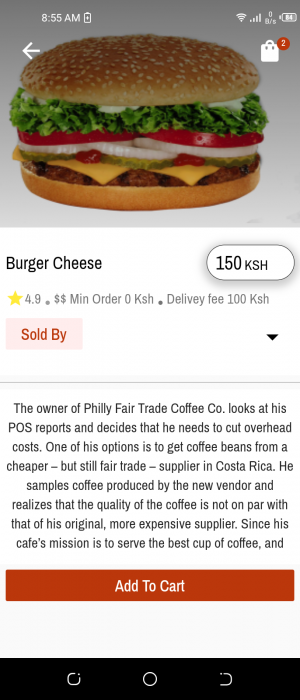 8:55 AM
0
B/s
86
2
Burger Cheese
150 KSH
4.9 . $$ Min Order 0 Ksh . Delivey fee 100 Ksh
Sold By
The owner of Philly Fair Trade Coffee Co. looks at his
POS reports and decides that he needs to cut overhead
costs. One of his options is to get coffee beans from a
cheaper – but still fair trade – supplier in Costa Rica. He
samples coffee produced by the new vendor and
realizes that the quality of the coffee is not on par with
that of his original, more expensive supplier. Since his
cafe's mission is to serve the best cup of coffee, and
Add To Cart